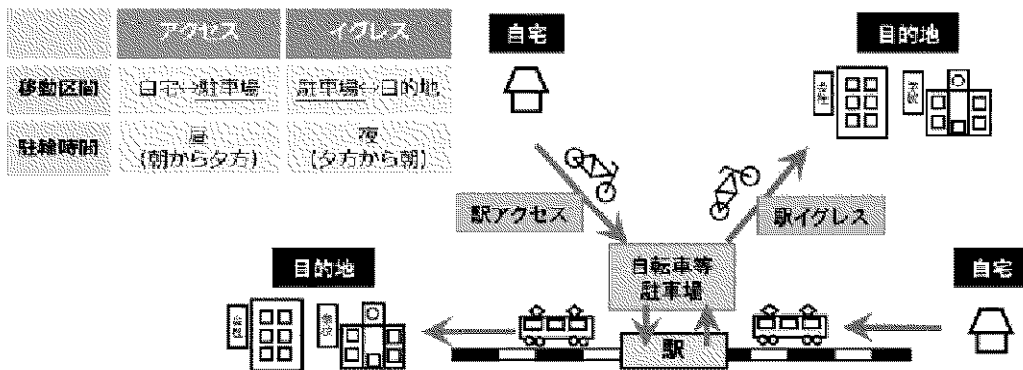 アクセス イグレス
移動区間 自宅↔駐車場 駐車場↔目的地
駐輪時間 昼 夜
(朝から夕方) (夕方から朝)
自宅
目的地
駅アクセス
駅イグレス
自転車等
駐車場
目的地
自宅
駅